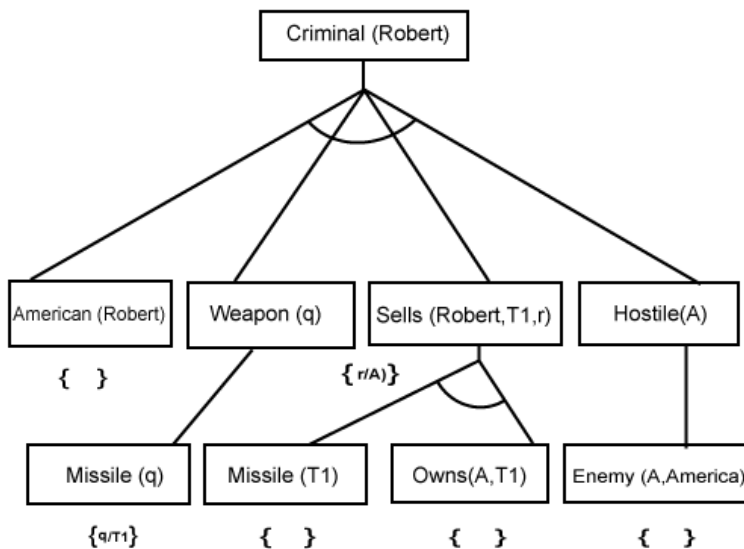 Criminal (Robert)
American (Robert)
Weapon (q)
Sells (Robert,T1,r)
Hostile(A)
{ }
{ r/A)}
Missile (q)
Missile (T1)
Owns(A,T1)
Enemy (A,America)
{q/T1}
{ }
{ }
{ }